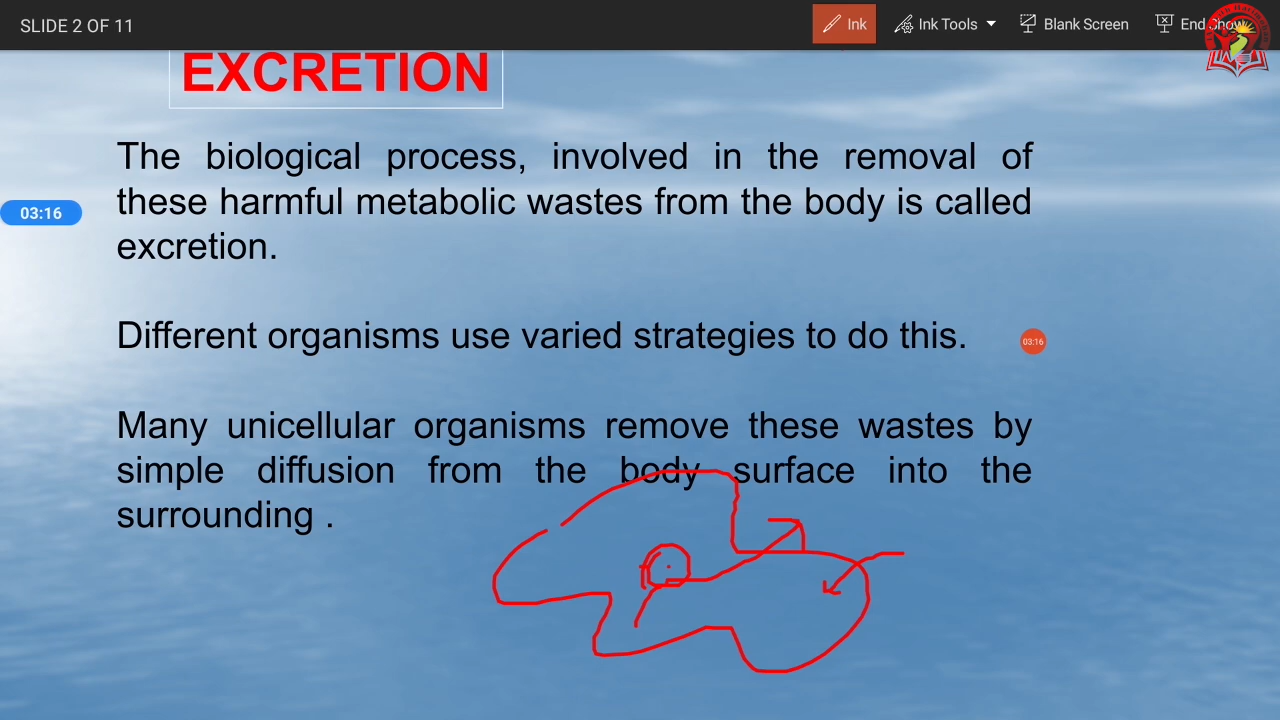 SLIDE 2 OF 11
Ink
Ink Tools
Blank Screen
End Show
EXCRETION
The biological process, involved in the removal of
these harmful metabolic wastes from the body is called
excretion.
03:16
Different organisms use varied strategies to do this.
03:16
Many unicellular organisms remove these wastes by
simple diffusion from the body surface into the
surrounding .